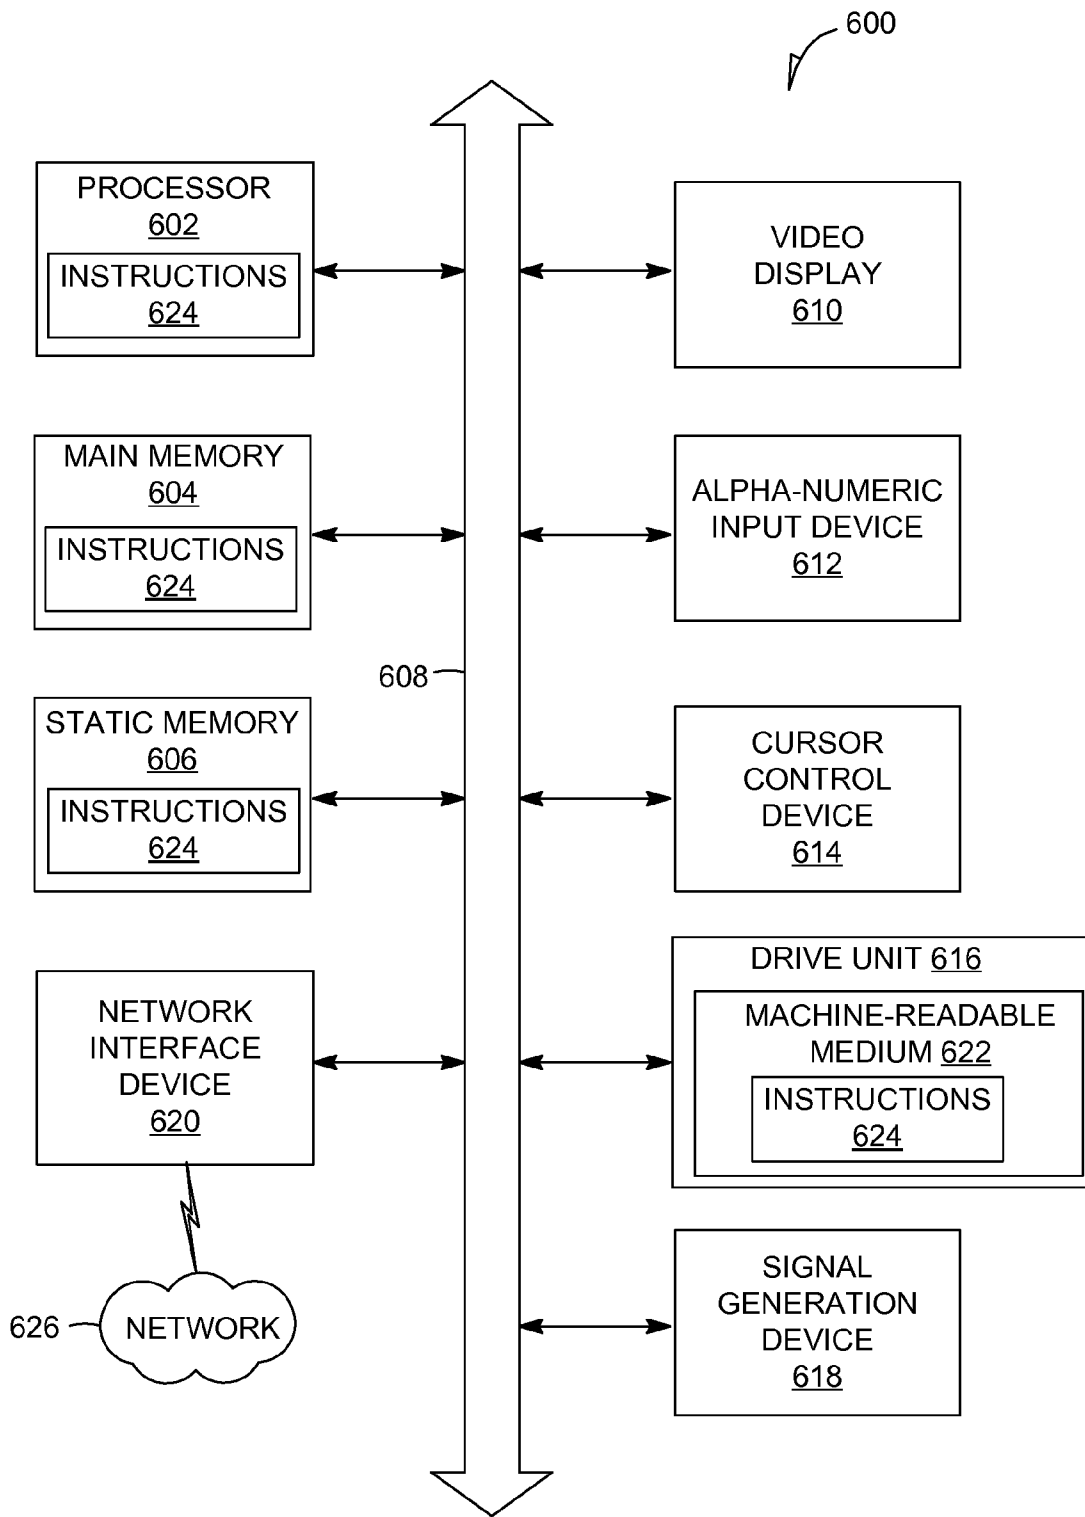 600
PROCESSOR
602
INSTRUCTIONS
624
VIDEO
DISPLAY
610
MAIN MEMORY
604
INSTRUCTIONS
624
ALPHA-NUMERIC
INPUT DEVICE
612
608
STATIC MEMORY
606
INSTRUCTIONS
624
CURSOR
CONTROL
DEVICE
614
NETWORK
INTERFACE
DEVICE
620
DRIVE UNIT 616
MACHINE-READABLE
MEDIUM 622
INSTRUCTIONS
624
626
NETWORK
SIGNAL
GENERATION
DEVICE
618